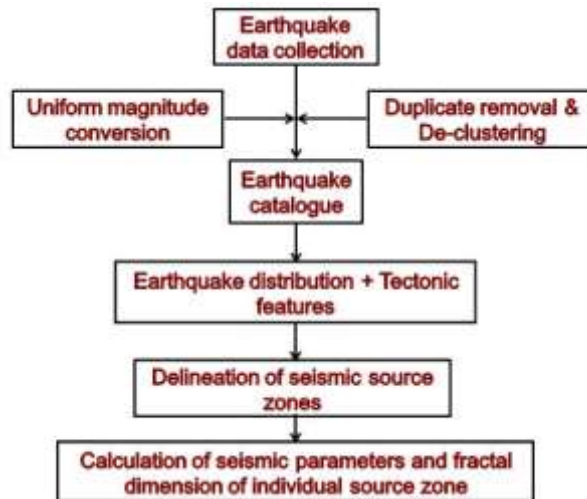 Earthquake
data collection
Uniform magnitude
conversion
Duplicate removal &
De-clustering
Earthquake
catalogue
Earthquake distribution + Tectonic
features
Delineation of seismic source
zones
Calculation of seismic parameters and fractal
dimension of individual source zone